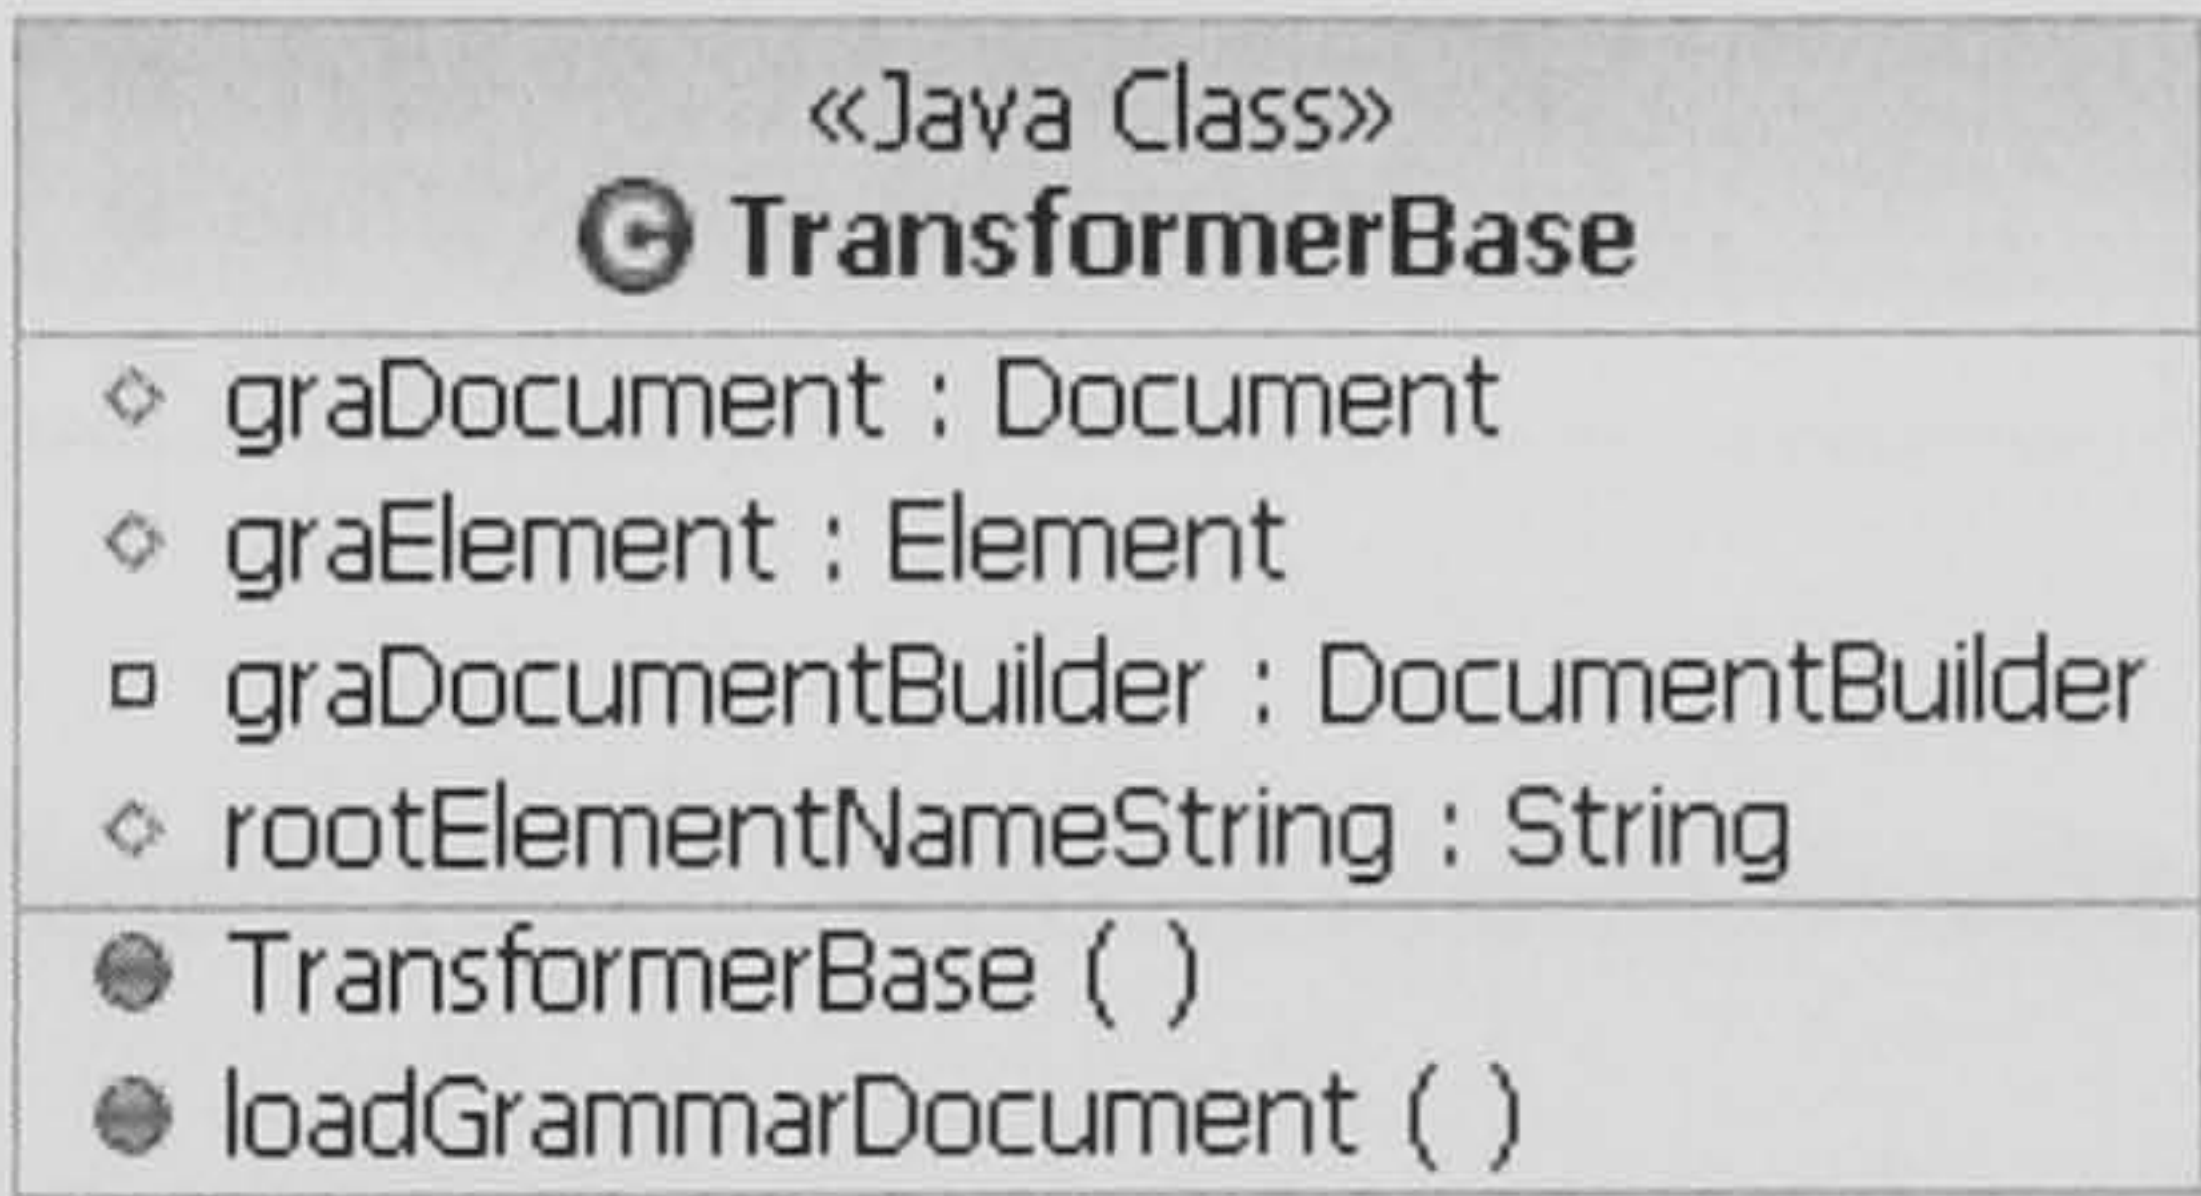 «Java Class»
TransformerBase
graDocument : Document
graElement : Element
graDocumentBuilder : DocumentBuilder
rootElementNameString : String
TransformerBase ( )
loadGrammarDocument ( )